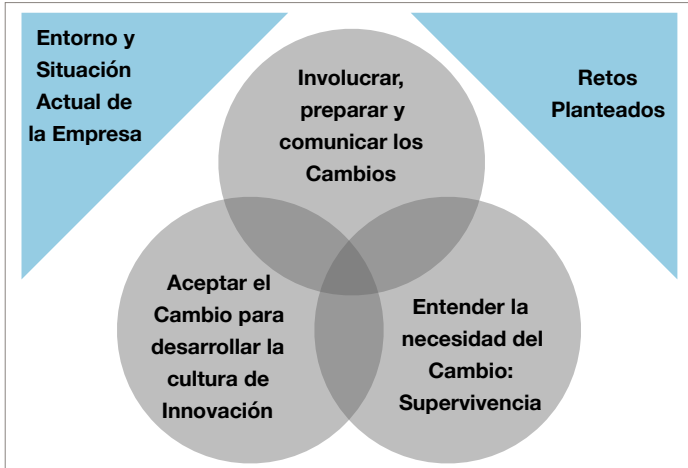 Entorno y
Situación
Actual de
la Empresa
Involucrar,
preparar y
comunicar los
Cambios
Retos
Planteados
Aceptar el
Cambio para
desarrollar la
cultura de
Innovación
Entender la
necesidad del
Cambio:
Supervivencia